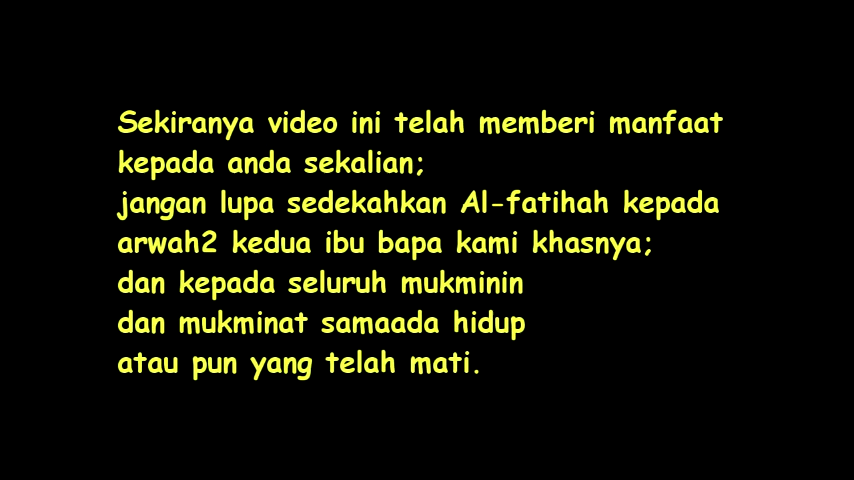 Sekiranya video ini telah memberi manfaat
kepada anda sekalian;
jangan lupa sedekahkan Al-fatihah kepada
arwah2 kedua ibu bapa kami khasnya;
dan kepada seluruh mukminin
dan mukminat samaada hidup
atau pun yang telah mati.